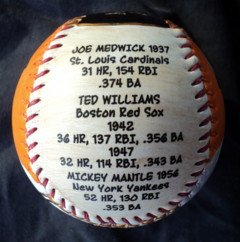 JOE MEDWICK 1937
St. Louis Cardinals
31 HR, 154 RBI
.374 BA
TED WILLIAMS
Boston Red Sox
1942
36 HR, 137 RBI, .356 BA
1947
32 HR, 114 RBI, .343 BA
MICKEY MANTLE 1956
New York Yankees
52 HR, 130 RBI
.353 BA